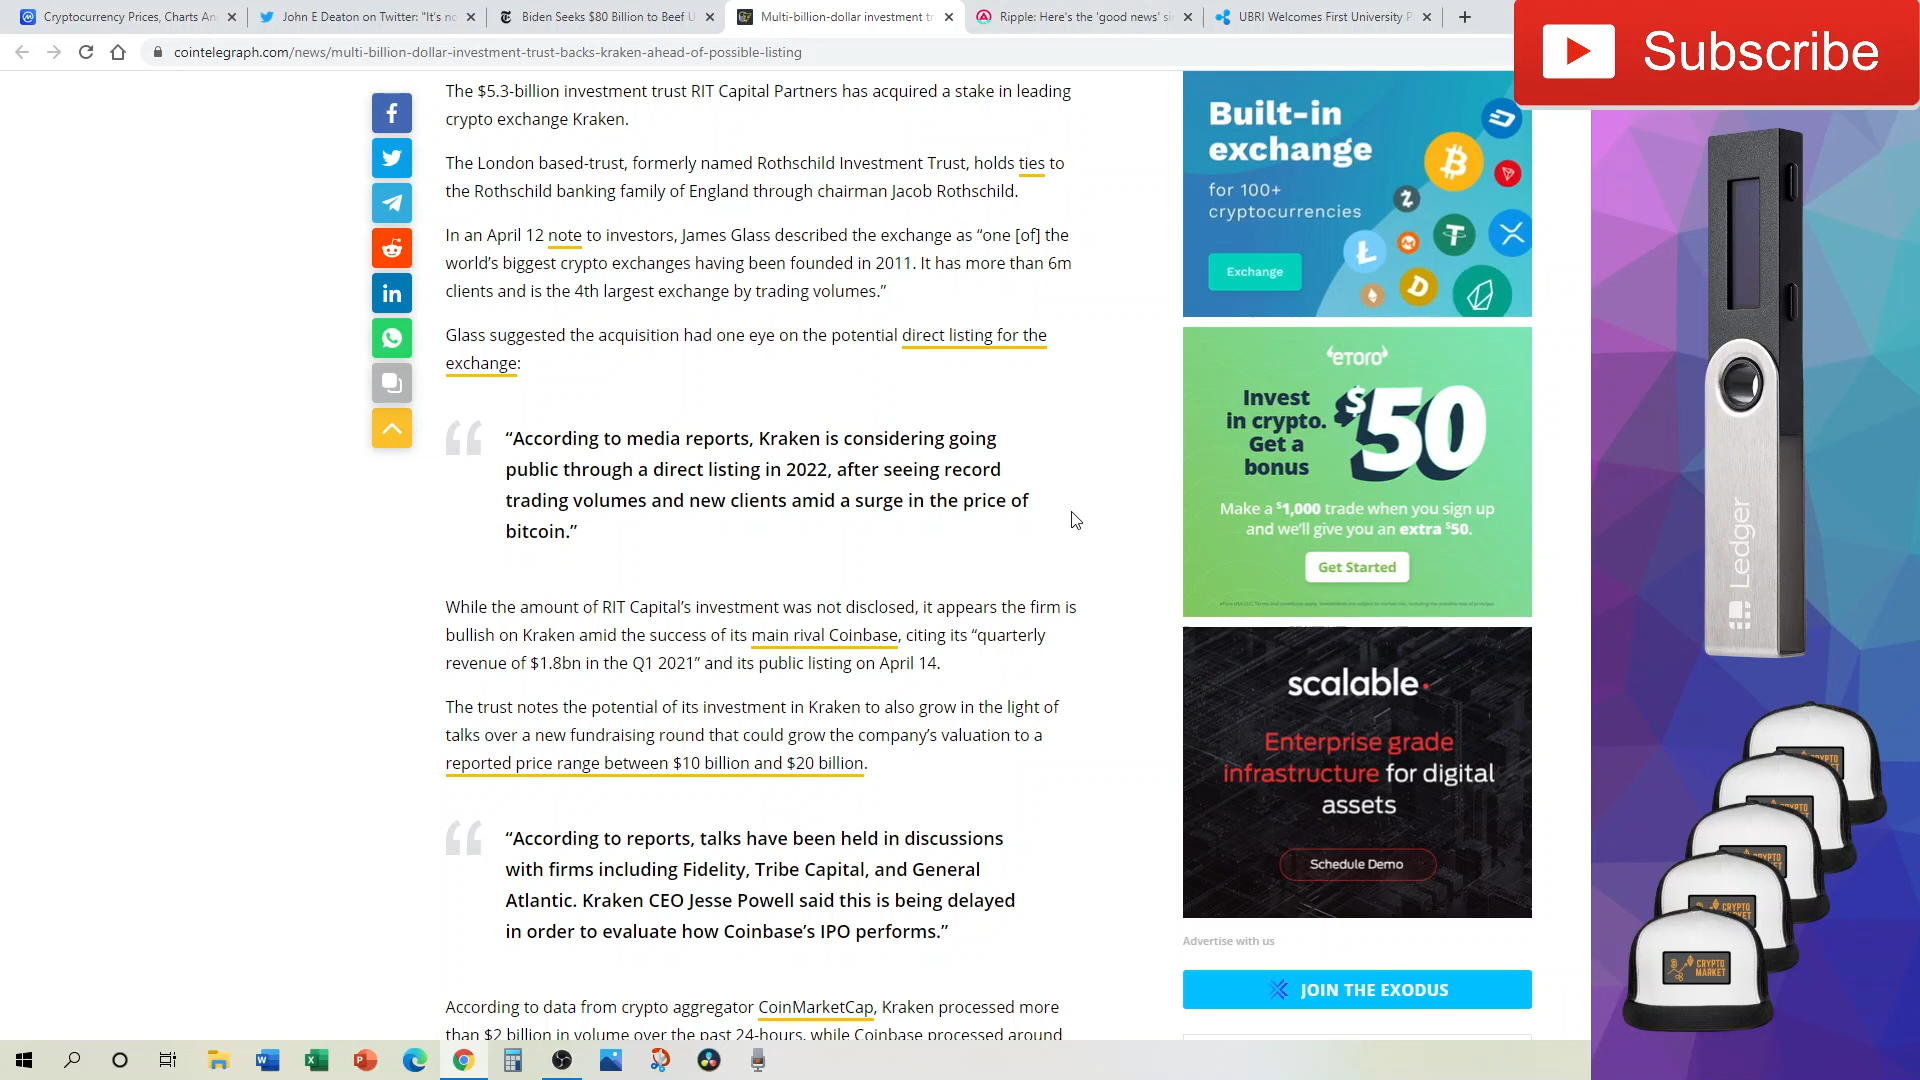 Cryptocurrency Prices, Charts An
John E Deaton on Twitter: "It's no
Biden Seeks $80 Billion to Beef U
Multi-billion-dollar investment tr
Ripple: Here's the 'good news' si
UBRI Welcomes First University P
cointelegraph.com/news/multi-billion-dollar-investment-trust-backs-kraken-ahead-of-possible-listing
Subscribe
The $5.3-billion investment trust RIT Capital Partners has acquired a stake in leading
crypto exchange Kraken.
The London based-trust, formerly named Rothschild Investment Trust, holds ties to
the Rothschild banking family of England through chairman Jacob Rothschild.
In an April 12 note to investors, James Glass described the exchange as “one [of] the
world’s biggest crypto exchanges having been founded in 2011. It has more than 6m
clients and is the 4th largest exchange by trading volumes.”
Glass suggested the acquisition had one eye on the potential direct listing for the
exchange:
“According to media reports, Kraken is considering going
public through a direct listing in 2022, after seeing record
trading volumes and new clients amid a surge in the price of
bitcoin.”
While the amount of RIT Capital’s investment was not disclosed, it appears the firm is
bullish on Kraken amid the success of its main rival Coinbase, citing its “quarterly
revenue of $1.8bn in the Q1 2021” and its public listing on April 14.
The trust notes the potential of its investment in Kraken to also grow in the light of
talks over a new fundraising round that could grow the company’s valuation to a
reported price range between $10 billion and $20 billion.
“According to reports, talks have been held in discussions
with firms including Fidelity, Tribe Capital, and General
Atlantic. Kraken CEO Jesse Powell said this is being delayed
in order to evaluate how Coinbase’s IPO performs.”
According to data from crypto aggregator CoinMarketCap, Kraken processed more
than $2 billion in volume over the past 24-hours, while Coinbase processed around
Built-in
exchange
for 100+
cryptocurrencies
Exchange
eTORO
Invest
in crypto.
Get a
bonus
$50
Make a $1,000 trade when you sign up
and we’ll give you an extra $50.
Get Started
scalable
Enterprise grade
infrastructure for digital
assets
Schedule Demo
Advertise with us
JOIN THE EXODUS
Ledger
CRYPTO
MARKET